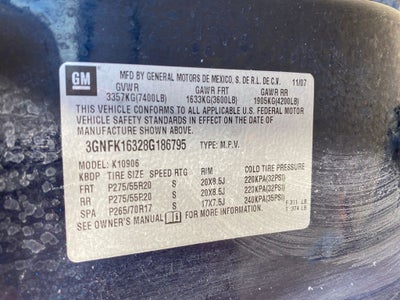 GM
MFD BY GENERAL MOTORS DE MEXICO, S. DE R.L. DE C.V. 11/07
GVWR GAWR FRT GAWR RR
3357KG(7400LB) 1633KG(3600LB) 1905KG(4200LB)
THIS VEHICLE CONFORMS TO ALL APPLICABLE U.S. FEDERAL MOTOR
VEHICLE SAFETY STANDARDS IN EFFECT ON THE DATE OF
MANUFACTURE SHOWN ABOVE.
3GNFK16328G186795 TYPE: M.P.V.
MODEL: K10906
KBDP TIRE SIZE SPEED RTG RIM COLD TIRE PRESSURE
FRT P275/55R20 S 20X8.5J 220KPA(32PSI)
RR P275/55R20 S 20X8.5J 220KPA(32PSI)
SPA P265/70R17 S 17X7.5J 240KPA(35PSI)
SEE OWNER'S MANUAL FOR MORE INFORMATION.